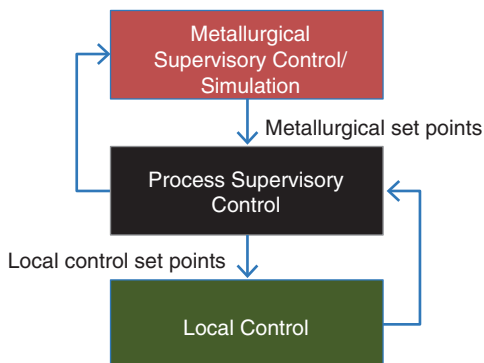 Metallurgical
Supervisory Control/
Simulation
Metallurgical set points
Process Supervisory
Control
Local control set points
Local Control